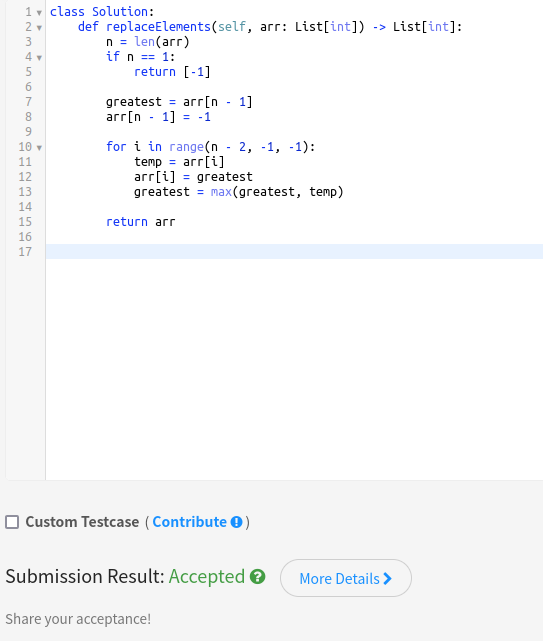 1 class Solution:
2     def replaceElements(self, arr: List[int]) -> List[int]:
3         n = len(arr)
4         if n == 1:
5             return [-1]
6
7         greatest = arr[n - 1]
8         arr[n - 1] = -1
9
10         for i in range(n - 2, -1, -1):
11             temp = arr[i]
12             arr[i] = greatest
13             greatest = max(greatest, temp)
14
15         return arr
16
17
Custom Testcase ( Contribute )
Submission Result: Accepted ? More Details
Share your acceptance!